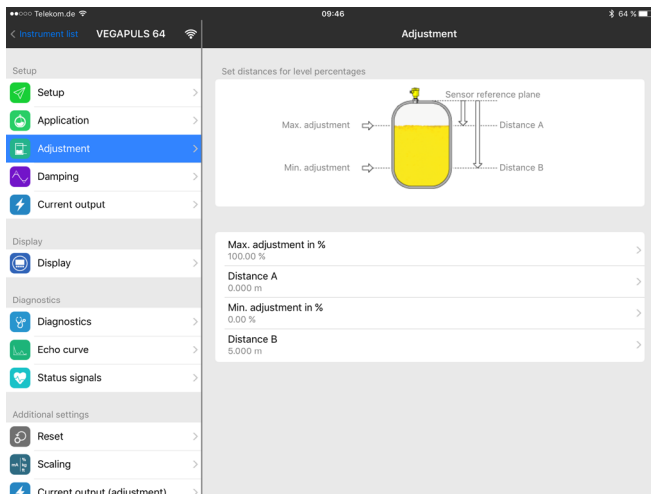 Telekom.de
09:46
64 %
Instrument list
VEGAPULS 64
Adjustment
Setup
Setup
Application
Adjustment
Damping
Current output
Display
Display
Diagnostics
Diagnostics
Echo curve
Status signals
Additional settings
Reset
Scaling
Current output (adjustment)
Set distances for level percentages
Sensor reference plane
Max. adjustment
Distance A
Min. adjustment
Distance B
Max. adjustment in %
100.00 %
Distance A
0.000 m
Min. adjustment in %
0.00 %
Distance B
5.000 m